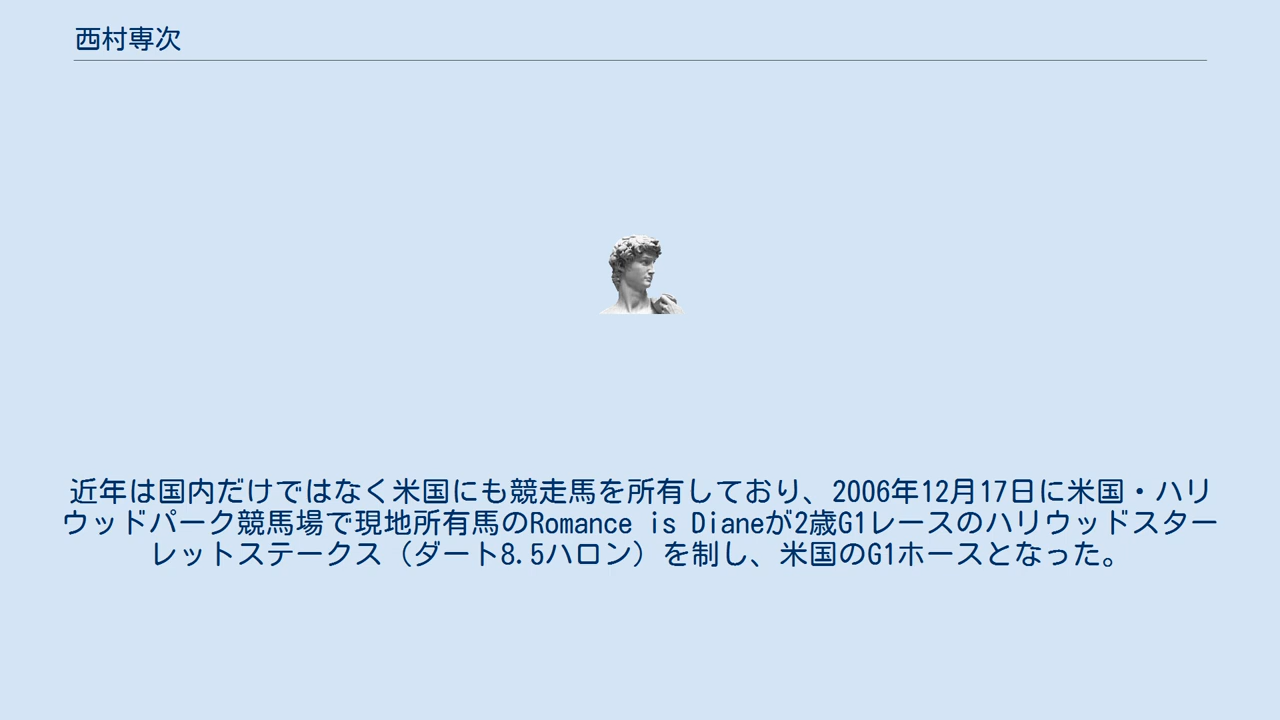 西村専次
近年は国内だけではなく米国にも競走馬を所有しており、2006年12月17日に米国・ハリ
ウッドパーク競馬場で現地所有馬のRomance is Dianeが2歳G1レースのハリウッドスター
レットステークス（ダート8.5ハロン）を制し、米国のG1ホースとなった。